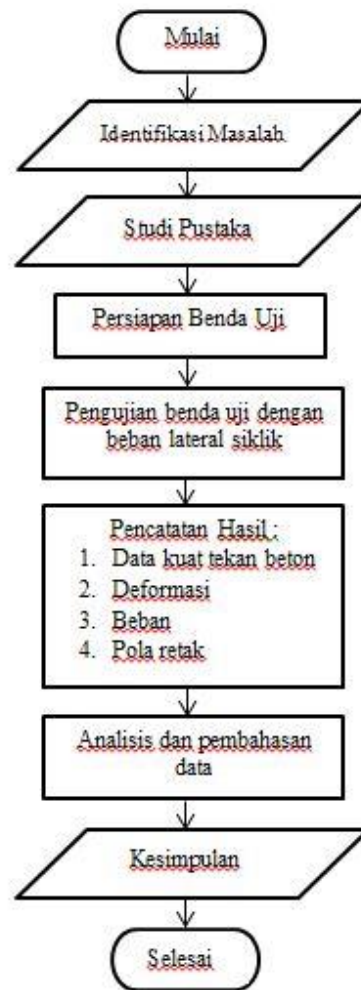 Mulai
Identifikasi Masalah
Studi Pustaka
Persiapan Benda Uji
Pengujian benda uji dengan
beban lateral siklik
Pencatatan Hasil :
1. Data kuat tekan beton
2. Deformasi
3. Beban
4. Pola retak
Analisis dan pembahasan
data
Kesimpulan
Selesai